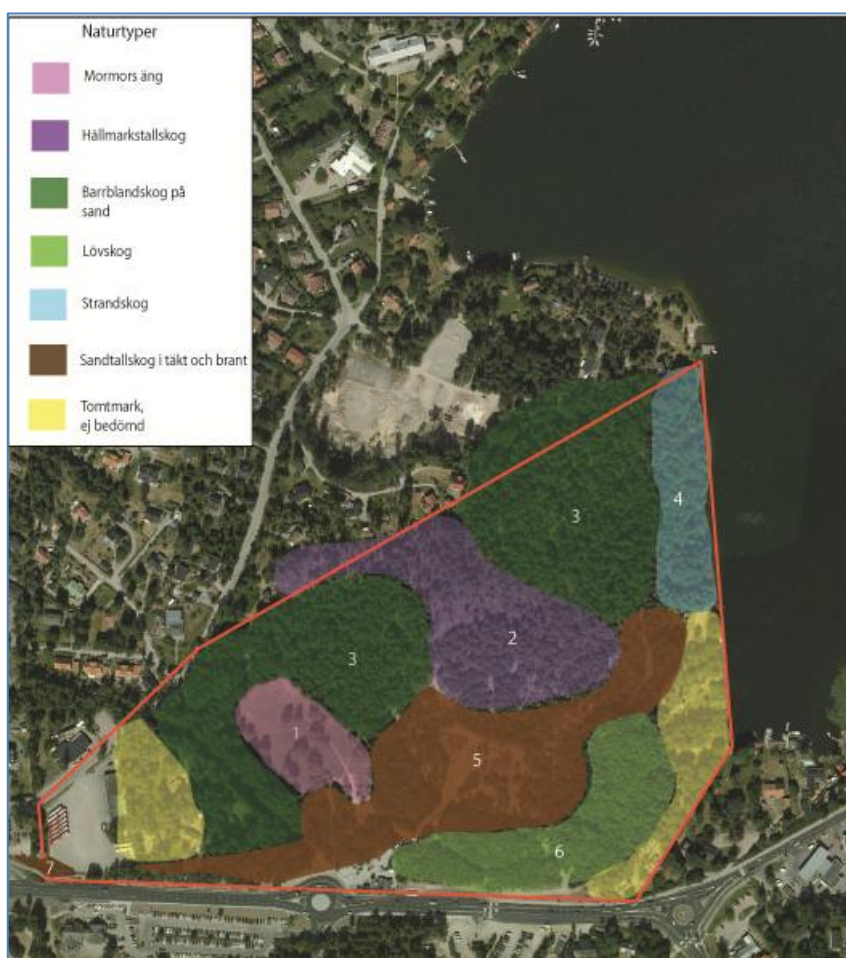 Naturtyper
Mormors äng
Hällmarkstallskog
Barrblandskog på
sand
Lövskog
Strandskog
Sandtallskog i täkt och brant
Tomtmark,
ej bedömd
3
4
2
3
1
5
6
7